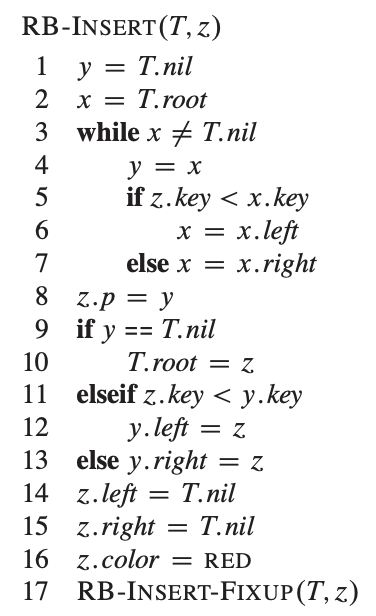 RB-INSERT(T, z)
1 y = T.nil
2 x = T.root
3 while x ≠ T.nil
4 y = x
5 if z.key < x.key
6 x = x.left
7 else x = x.right
8 z.p = y
9 if y == T.nil
10 T.root = z
11 elseif z.key < y.key
12 y.left = z
13 else y.right = z
14 z.left = T.nil
15 z.right = T.nil
16 z.color = RED
17 RB-INSERT-FIXUP(T, z)